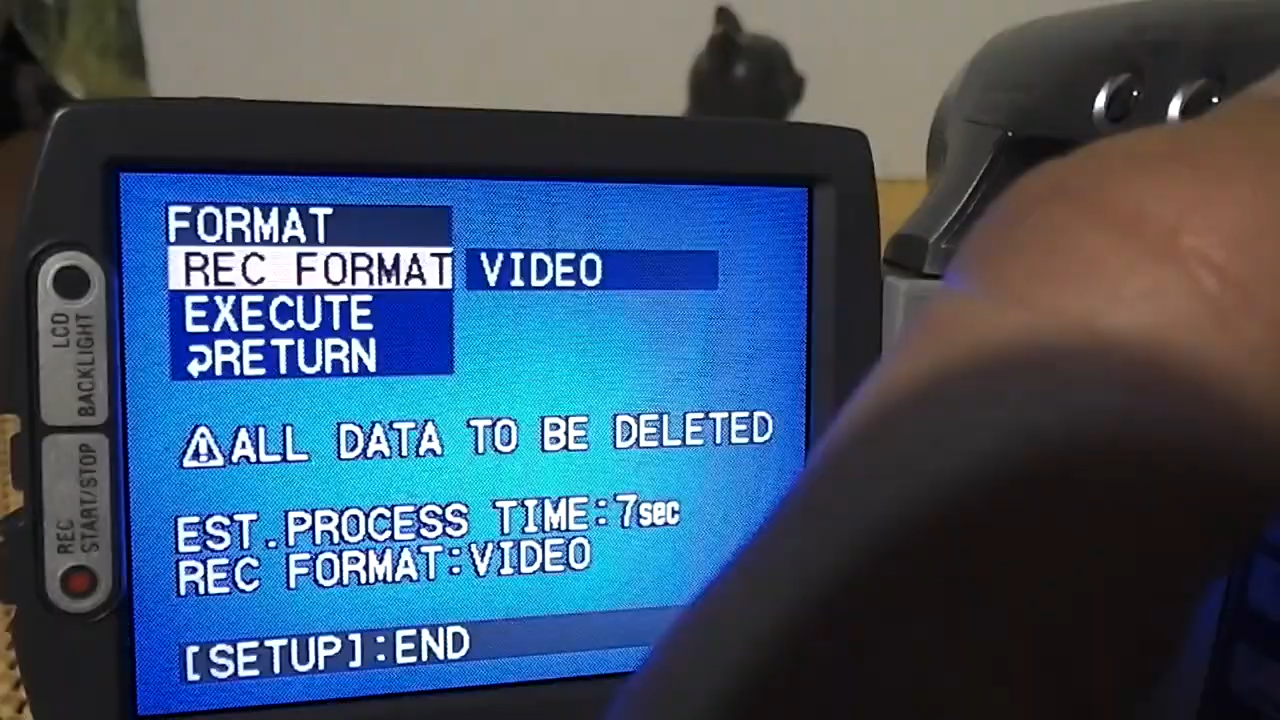 FORMAT
REC FORMAT VIDEO
EXECUTE
⮌RETURN
⚠ALL DATA TO BE DELETED
EST.PROCESS TIME:7sec
REC FORMAT:VIDEO
[SETUP]:END
LCD
BACKLIGHT
REC
START/STOP